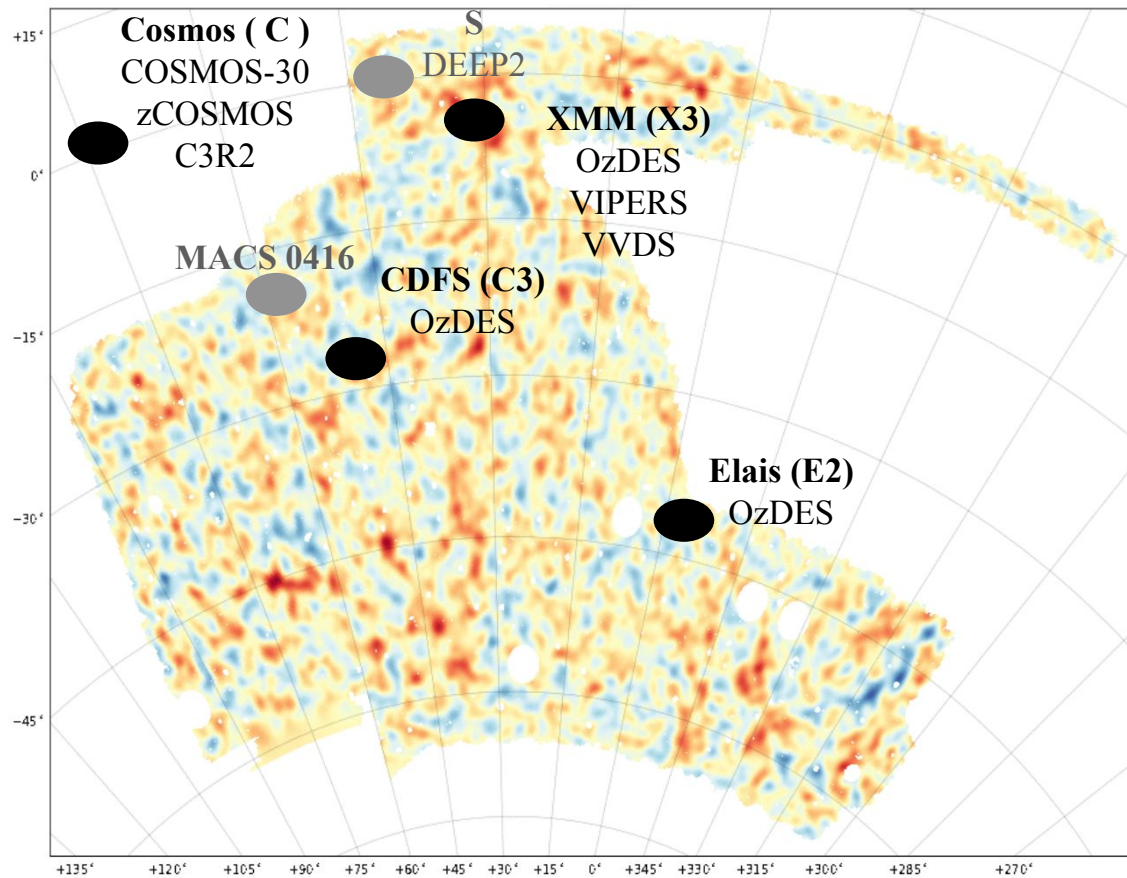 Cosmos ( C )
COSMOS-30
zCOSMOS
C3R2
S
DEEP2
XMM (X3)
OzDES
VIPERS
VVDS
MACS 0416
CDFS (C3)
OzDES
Elais (E2)
OzDES
+15‘
0‘
−15‘
−30‘
−45‘
+135‘ +120‘ +90‘ +75‘ +60‘ +45‘ +30‘ +15‘ 0‘ 345‘ +330‘ +315‘ +300‘ +285‘ +270‘